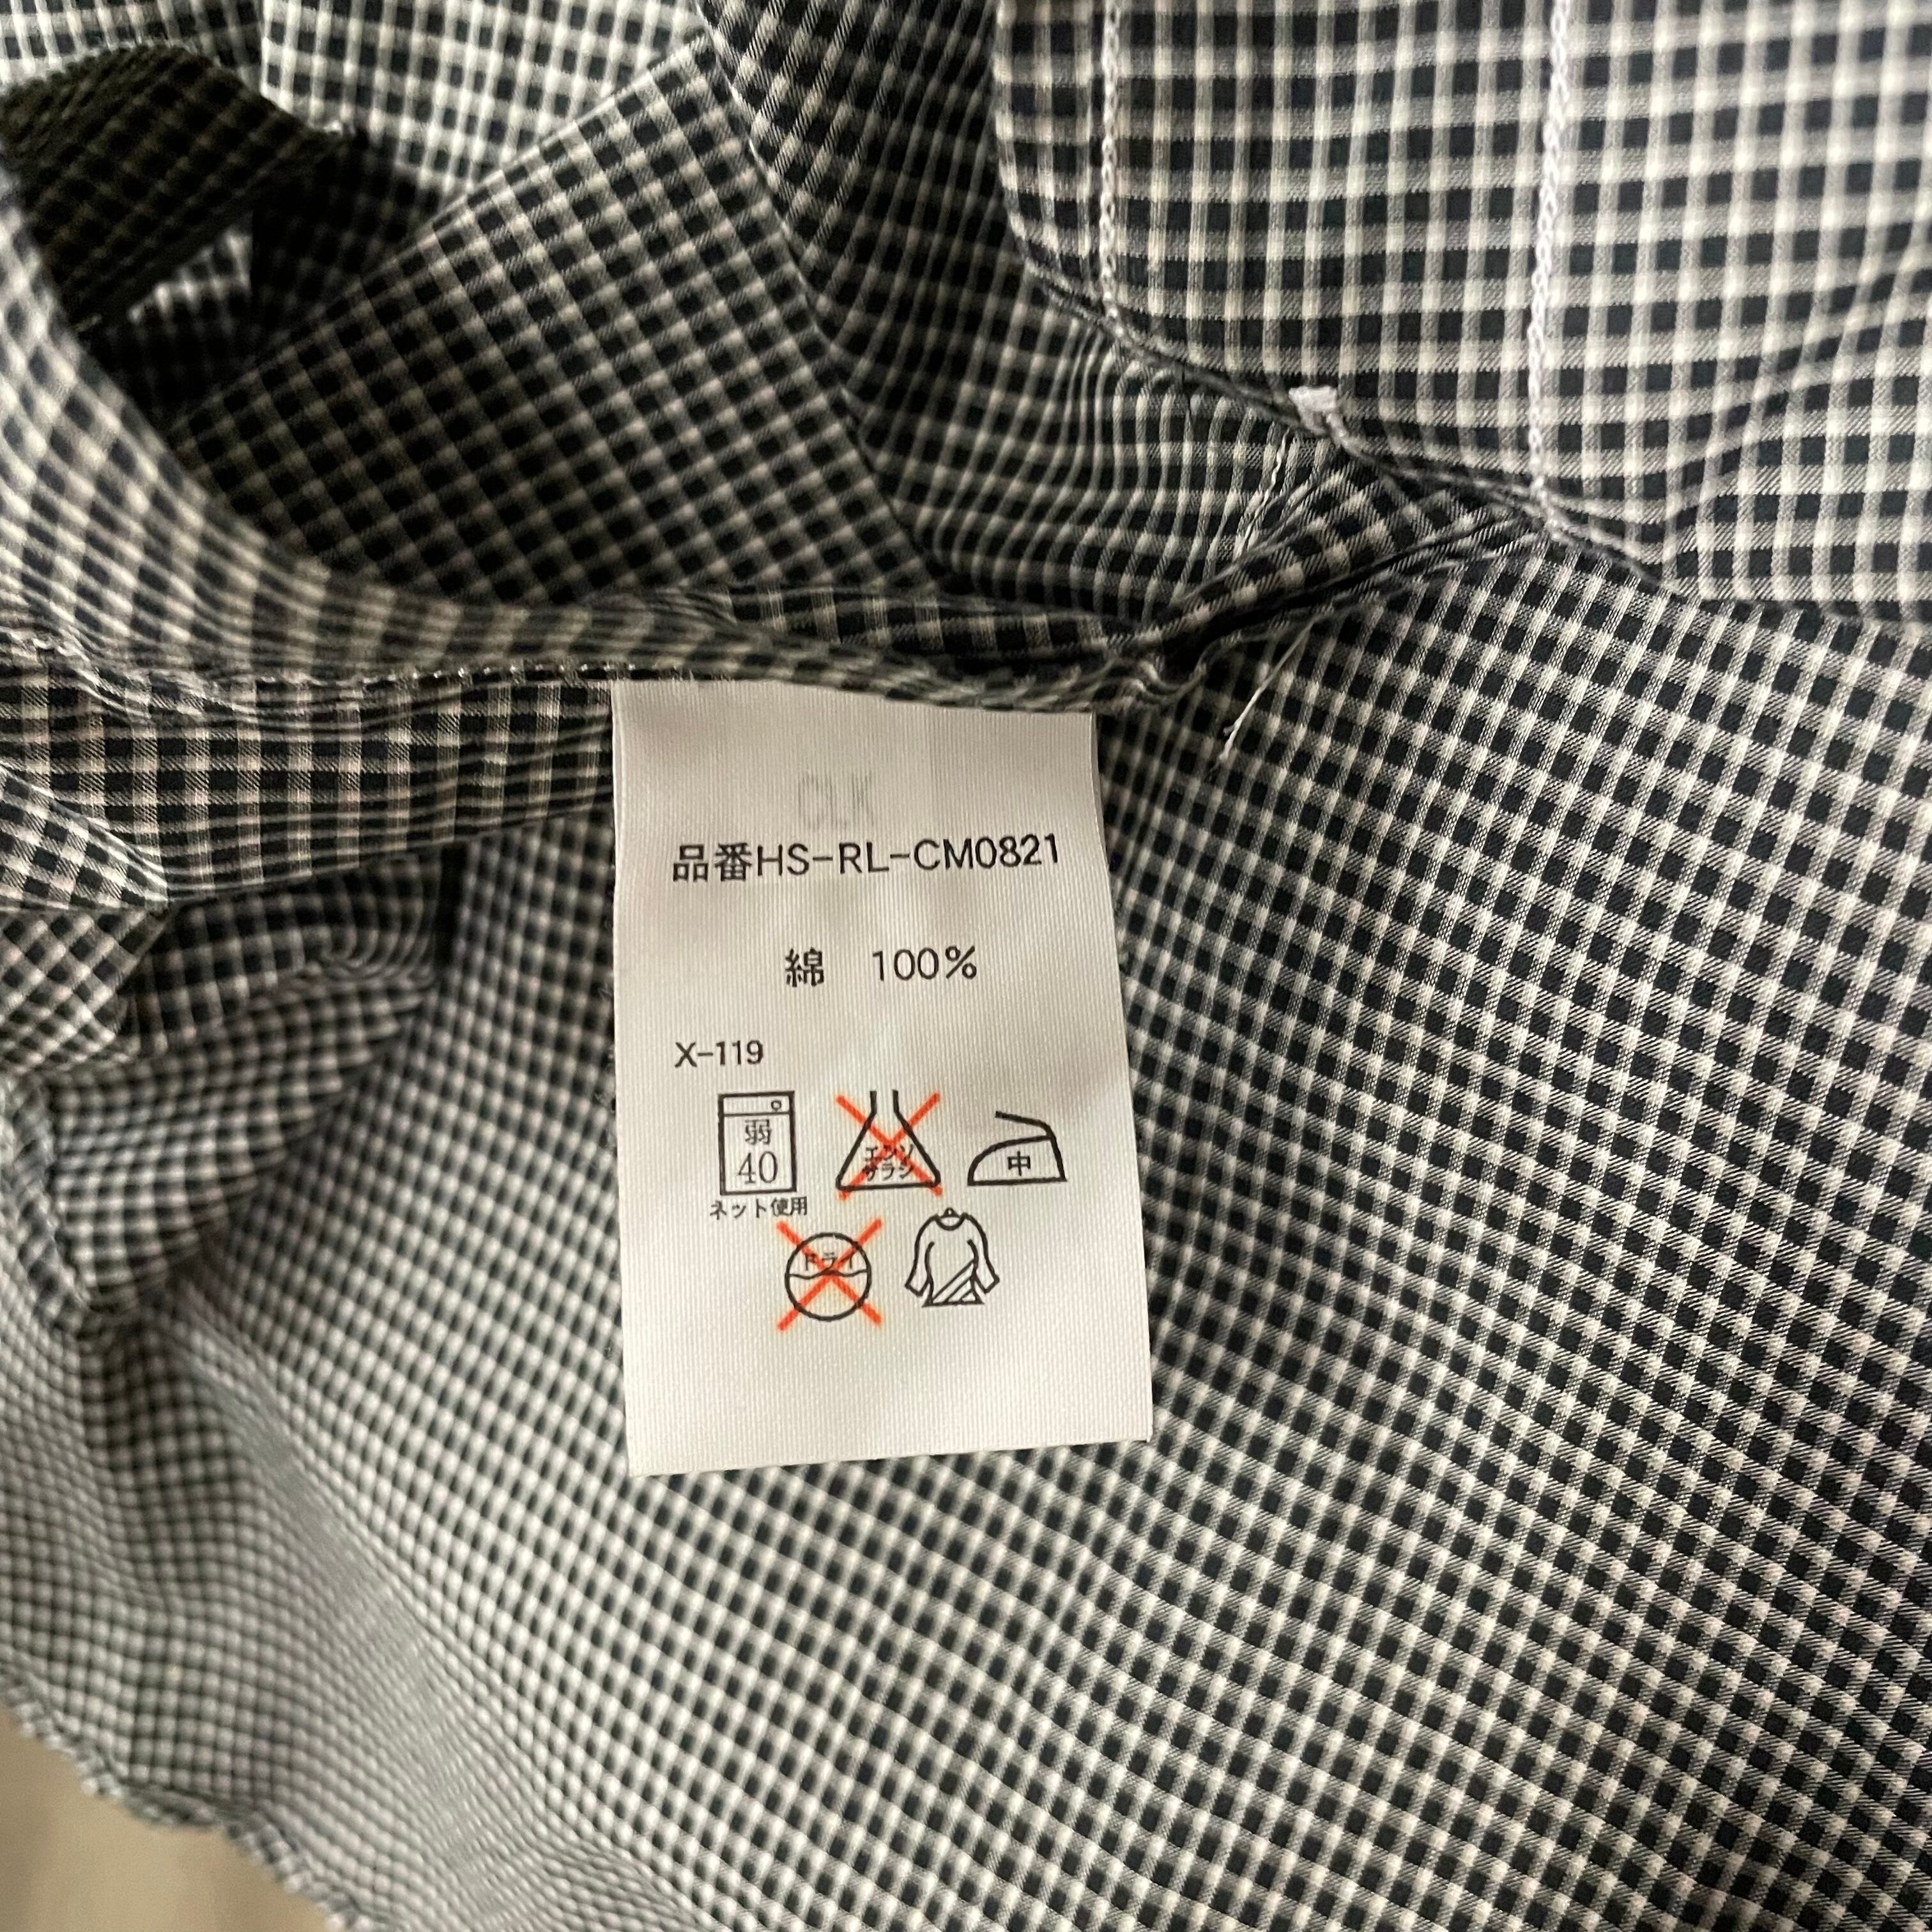 CLK
品番HS-RL-CM0821
綿 100%
X-119
弱
40
ネット使用
エンソ
サラシ
中
ドライ